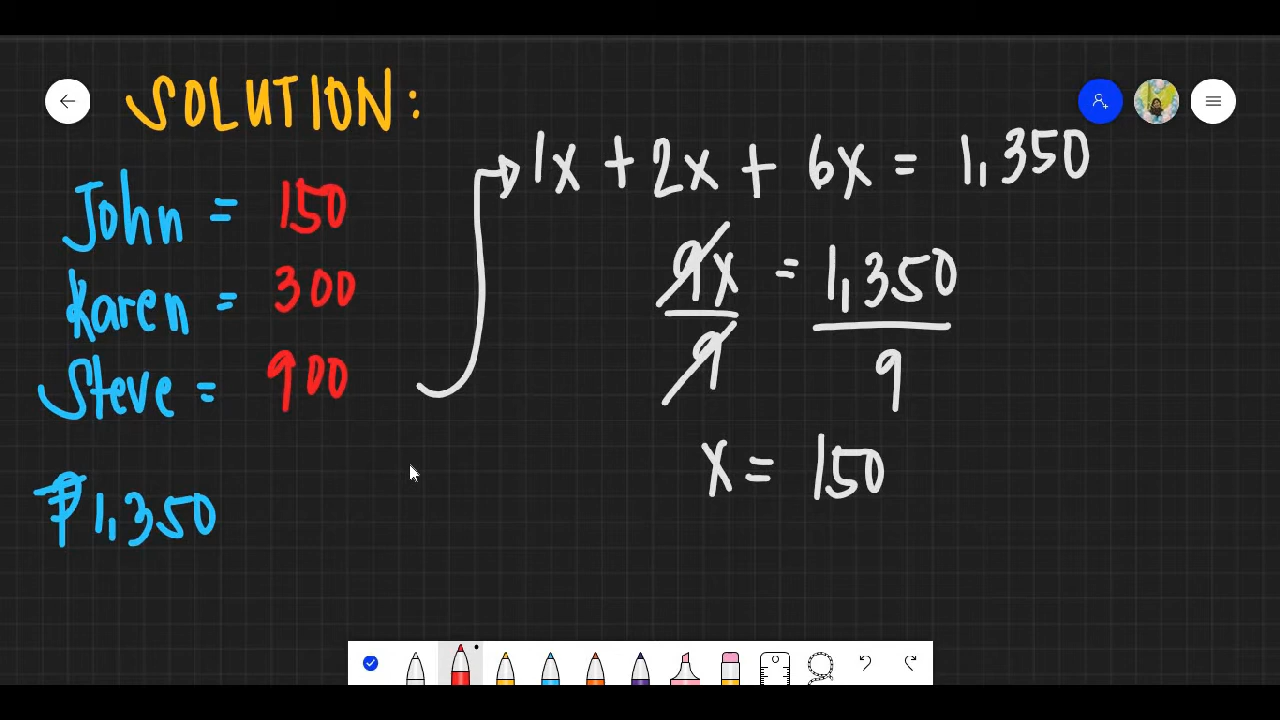 SOLUTION:
John = 150
Karen = 300
Steve = 900
₱1,350
1x + 2x + 6x = 1,350
9x = 1,350
9 9
x = 150